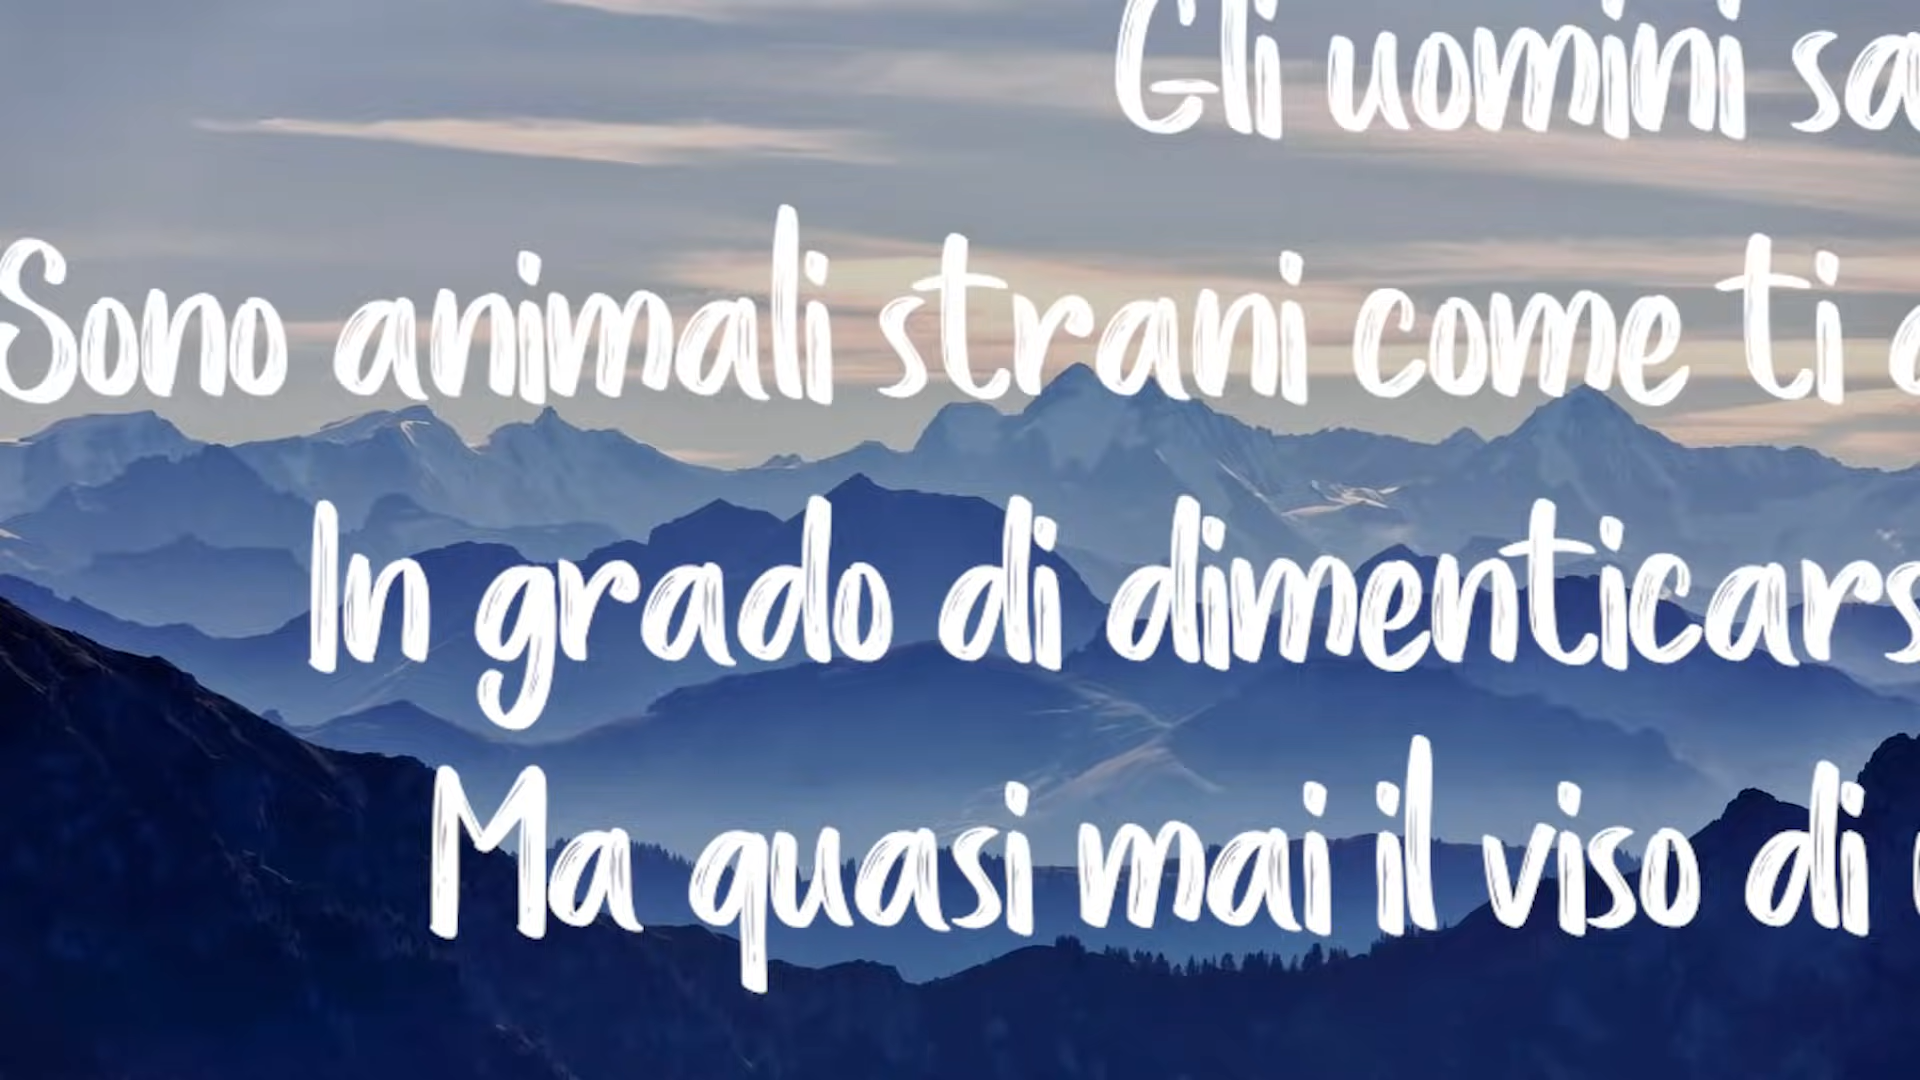 Gli uomini sa
Sono animali strani come ti
In grado di dimenticars
Ma quasi mai il viso di